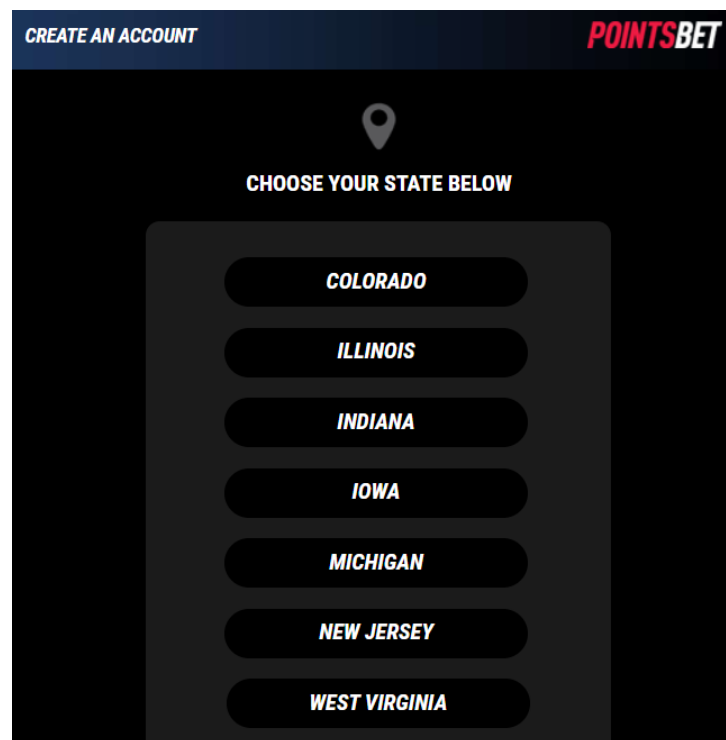 CREATE AN ACCOUNT POINTSBET
CHOOSE YOUR STATE BELOW
COLORADO
ILLINOIS
INDIANA
IOWA
MICHIGAN
NEW JERSEY
WEST VIRGINIA